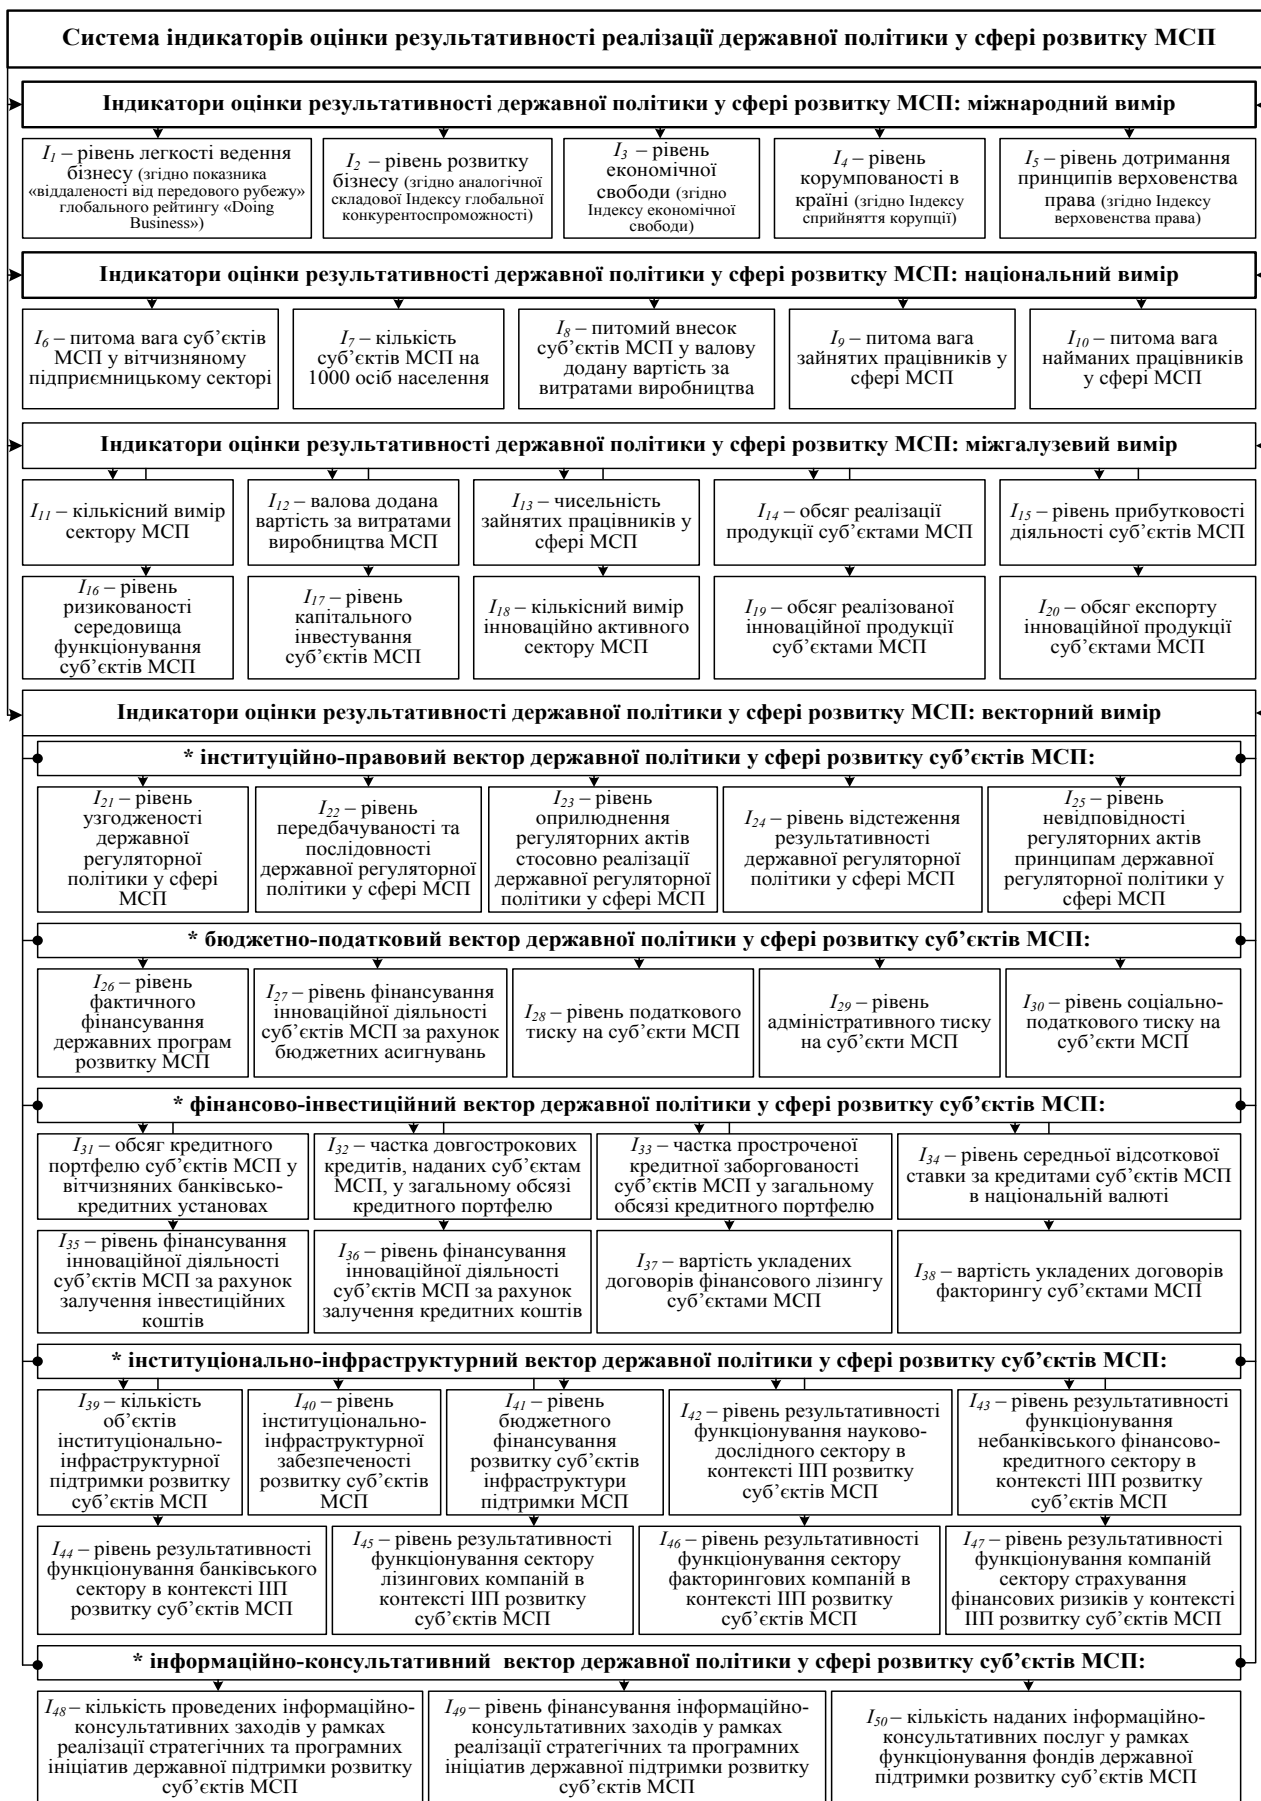 Система індикаторів оцінки результативності реалізації державної політики у сфері розвитку МСП
Індикатори оцінки результативності державної політики у сфері розвитку МСП: міжнародний вимір
I1 – рівень легкості ведення
бізнесу (згідно показника
«віддаленості від передового рубежу»
глобального рейтингу «Doing
Business»)
I2 – рівень розвитку
бізнесу (згідно аналогічної
складової Індексу глобальної
конкурентоспроможності)
I3 – рівень
економічної
свободи (згідно
Індексу економічної
свободи)
I4 – рівень
корумпованості в
країні (згідно Індексу
сприйняття корупції)
I5 – рівень дотримання
принципів верховенства
права (згідно Індексу
верховенства права)
Індикатори оцінки результативності державної політики у сфері розвитку МСП: національний вимір
I6 – питома вага суб’єктів
МСП у вітчизняному
підприємницькому секторі
I7 – кількість
суб’єктів МСП на
1000 осіб населення
I8 – питомий внесок
суб’єктів МСП у валову
додану вартість за
витратами виробництва
I9 – питома вага
зайнятих працівників у
сфері МСП
I10 – питома вага
найманих працівників
у сфері МСП
Індикатори оцінки результативності державної політики у сфері розвитку МСП: міжгалузевий вимір
I11 – кількісний вимір
сектору МСП
I12 – валова додана
вартість за витратами
виробництва МСП
I13 – чисельність
зайнятих працівників у
сфері МСП
I14 – обсяг реалізації
продукції суб’єктами МСП
I15 – рівень прибутковості
діяльності суб’єктів МСП
I16 – рівень
ризикованості
середовища
функціонування
суб’єктів МСП
I17 – рівень
капітального
інвестування
суб’єктів МСП
I18 – кількісний вимір
інноваційно активного
сектору МСП
I19 – обсяг реалізованої
інноваційної продукції
суб’єктами МСП
I20 – обсяг експорту
інноваційної продукції
суб’єктами МСП
Індикатори оцінки результативності державної політики у сфері розвитку МСП: векторний вимір
* інституційно-правовий вектор державної політики у сфері розвитку суб’єктів МСП:
I21 – рівень
узгодженості
державної
регуляторної
політики у сфері
МСП
I22 – рівень
передбачуваності та
послідовності
державної регуляторної
політики у сфері МСП
I23 – рівень
оприлюднення
регуляторних актів
стосовно реалізації
державної регуляторної
політики у сфері МСП
I24 – рівень відстеження
результативності
державної регуляторної
політики у сфері МСП
I25 – рівень
невідповідності
регуляторних актів
принципам державної
регуляторної політики у
сфері МСП
* бюджетно-податковий вектор державної політики у сфері розвитку суб’єктів МСП:
I26 – рівень
фактичного
фінансування
державних програм
розвитку МСП
I27 – рівень фінансування
інноваційної діяльності
суб’єктів МСП за рахунок
бюджетних асигнувань
I28 – рівень податкового
тиску на суб’єкти МСП
I29 – рівень
адміністративного тиску
на суб’єкти МСП
I30 – рівень соціально-
податкового тиску на
суб’єкти МСП
* фінансово-інвестиційний вектор державної політики у сфері розвитку суб’єктів МСП:
I31 – обсяг кредитного
портфелю суб’єктів МСП у
вітчизняних банківсько-
кредитних установах
I32 – частка довгострокових
кредитів, наданих суб’єктам
МСП, у загальному обсязі
кредитного портфелю
I33 – частка простроченої
кредитної заборгованості
суб’єктів МСП у загальному
обсязі кредитного портфелю
I34 – рівень середньої відсоткової
ставки за кредитами суб’єктів МСП
в національній валюті
I35 – рівень фінансування
інноваційної діяльності
суб’єктів МСП за рахунок
залучення інвестиційних
коштів
I36 – рівень фінансування
інноваційної діяльності
суб’єктів МСП за рахунок
залучення кредитних коштів
I37 – вартість укладених
договорів фінансового лізингу
суб’єктами МСП
I38 – вартість укладених договорів
факторингу суб’єктами МСП
* інституціонально-інфраструктурний вектор державної політики у сфері розвитку суб’єктів МСП:
I39 – кількість
об’єктів
інституціонально-
інфраструктурної
підтримки розвитку
суб’єктів МСП
I40 – рівень
інституціонально-
інфраструктурної
забезпеченості
розвитку суб’єктів
МСП
I41 – рівень
бюджетного
фінансування
розвитку суб’єктів
інфраструктури
підтримки МСП
I42 – рівень результативності
функціонування науково-
дослідного сектору в
контексті ІІП розвитку
суб’єктів МСП
I43 – рівень результативності
функціонування
небанківського фінансово-
кредитного сектору в
контексті ІІП розвитку
суб’єктів МСП
I44 – рівень результативності
функціонування банківського
сектору в контексті ІІП
розвитку суб’єктів МСП
I45 – рівень результативності
функціонування сектору
лізингових компаній в
контексті ІІП розвитку
суб’єктів МСП
I46 – рівень результативності
функціонування сектору
факторингових компаній в
контексті ІІП розвитку
суб’єктів МСП
I47 – рівень результативності
функціонування компаній
сектору страхування
фінансових ризиків у контексті
ІІП розвитку суб’єктів МСП
* інформаційно-консультативний вектор державної політики у сфері розвитку суб’єктів МСП:
I48 – кількість проведених інформаційно-
консультативних заходів у рамках
реалізації стратегічних та програмних
ініціатив державної підтримки розвитку
суб’єктів МСП
I49 – рівень фінансування інформаційно-
консультативних заходів у рамках
реалізації стратегічних та програмних
ініціатив державної підтримки розвитку
суб’єктів МСП
I50 – кількість наданих інформаційно-
консультативних послуг у рамках
функціонування фондів державної
підтримки розвитку суб’єктів МСП